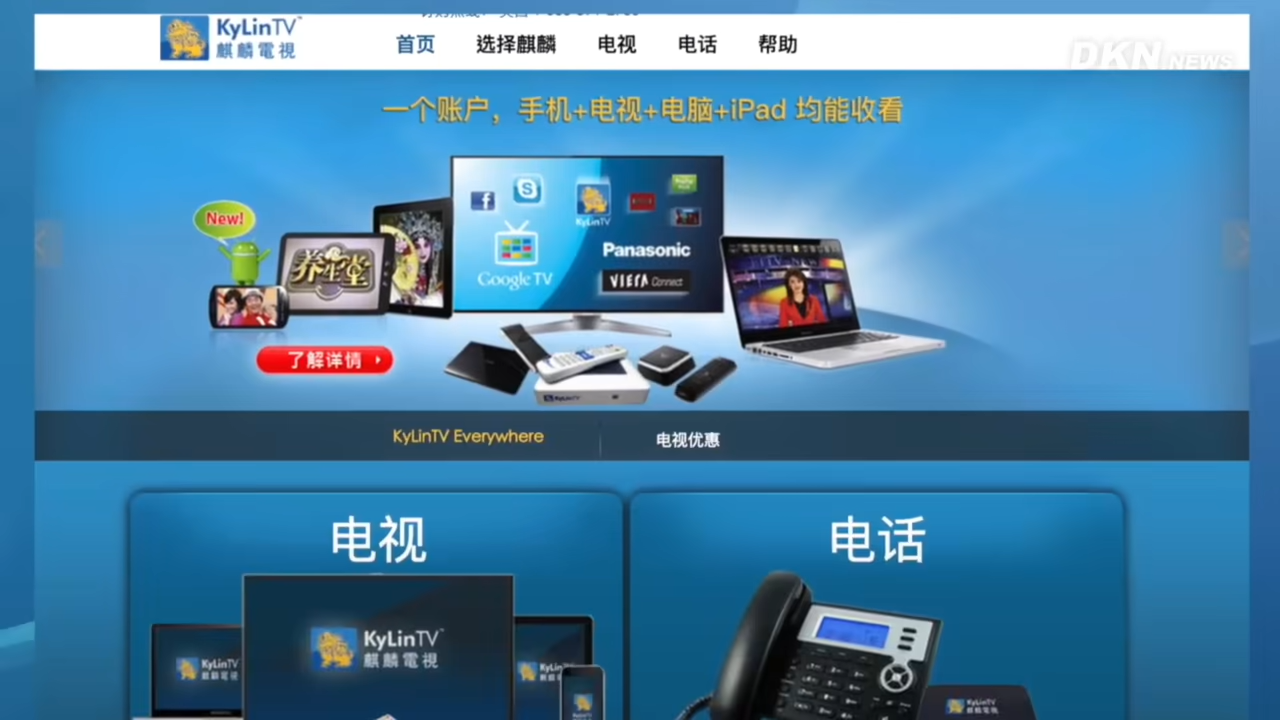 KyLinTV™
麒麟電視
首页 选择麒麟 电视 电话 帮助
DKN NEWS
一个账户，手机+电视+电脑+iPad 均能收看
New!
养生堂
KyLinTV
Google TV
Panasonic
VIERA Connect
了解详情
KyLinTV
KyLinTV Everywhere 电视优惠
电视
电话
KyLinTV™
麒麟電視
KyLinTV
麒麟電視
KyLinTV
KyLinTV
麒麟電視